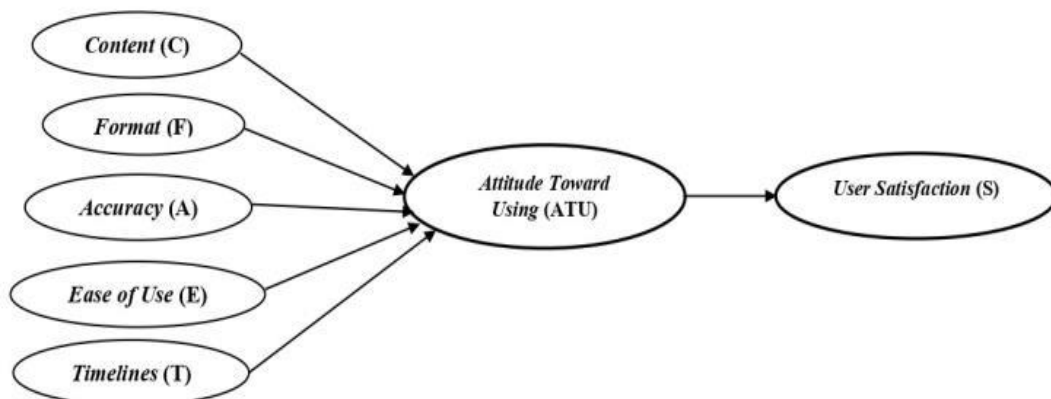 Content (C)
Format (F)
Accuracy (A)
Ease of Use (E)
Timelines (T)
Attitude Toward
Using (ATU)
User Satisfaction (S)